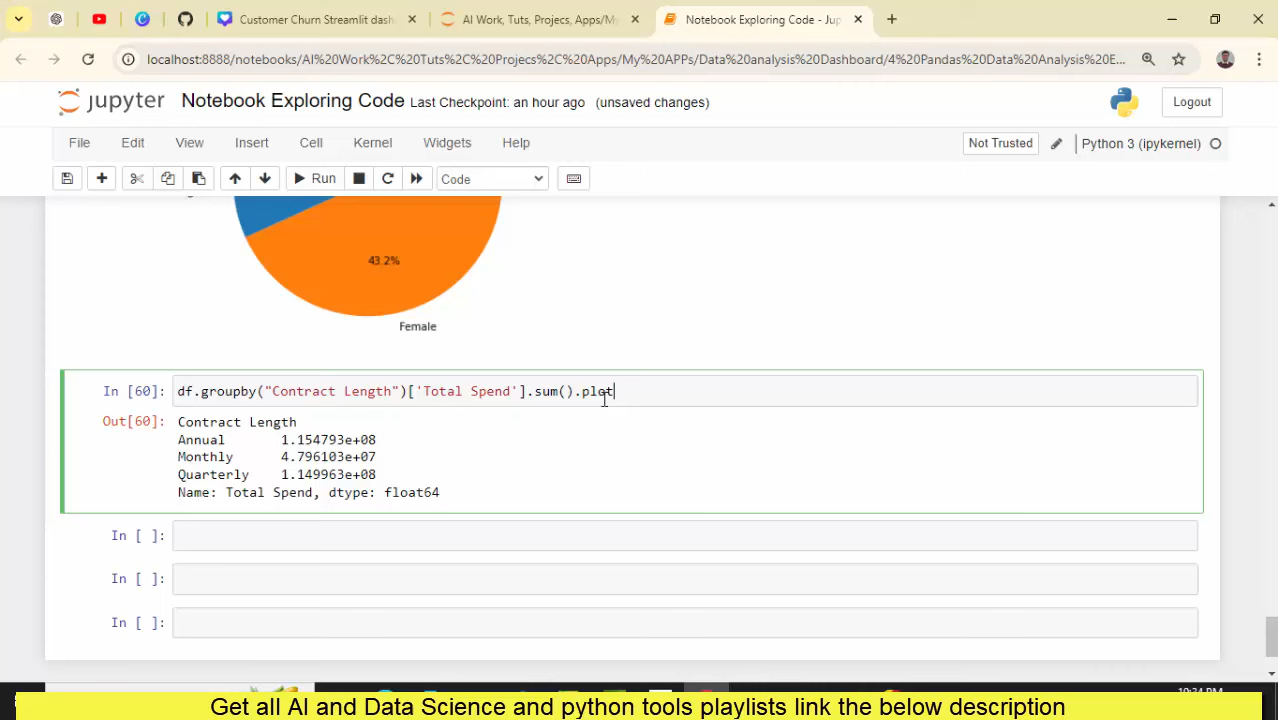 Customer Churn Streamlit dash
AI Work, Tuts, Projecs, Apps/My
Notebook Exploring Code - Jup
localhost:8888/notebooks/AI%20Work%2C%20Tuts%2C%20Projecs%2C%20Apps/My%20APPs/Data%20analysis%20Dashboard/4%20Pandas%20Data%20Analysis%20E...
jupyter Notebook Exploring Code Last Checkpoint: an hour ago (unsaved changes) Logout
File Edit View Insert Cell Kernel Widgets Help Not Trusted Python 3 (ipykernel)
Run Code
43.2%
Female
In [60]: df.groupby("Contract Length")['Total Spend'].sum().plot
Out[60]: Contract Length
Annual 1.154793e+08
Monthly 4.796103e+07
Quarterly 1.149963e+08
Name: Total Spend, dtype: float64
In [ ]:
In [ ]:
In [ ]:
Get all AI and Data Science and python tools playlists link the below description